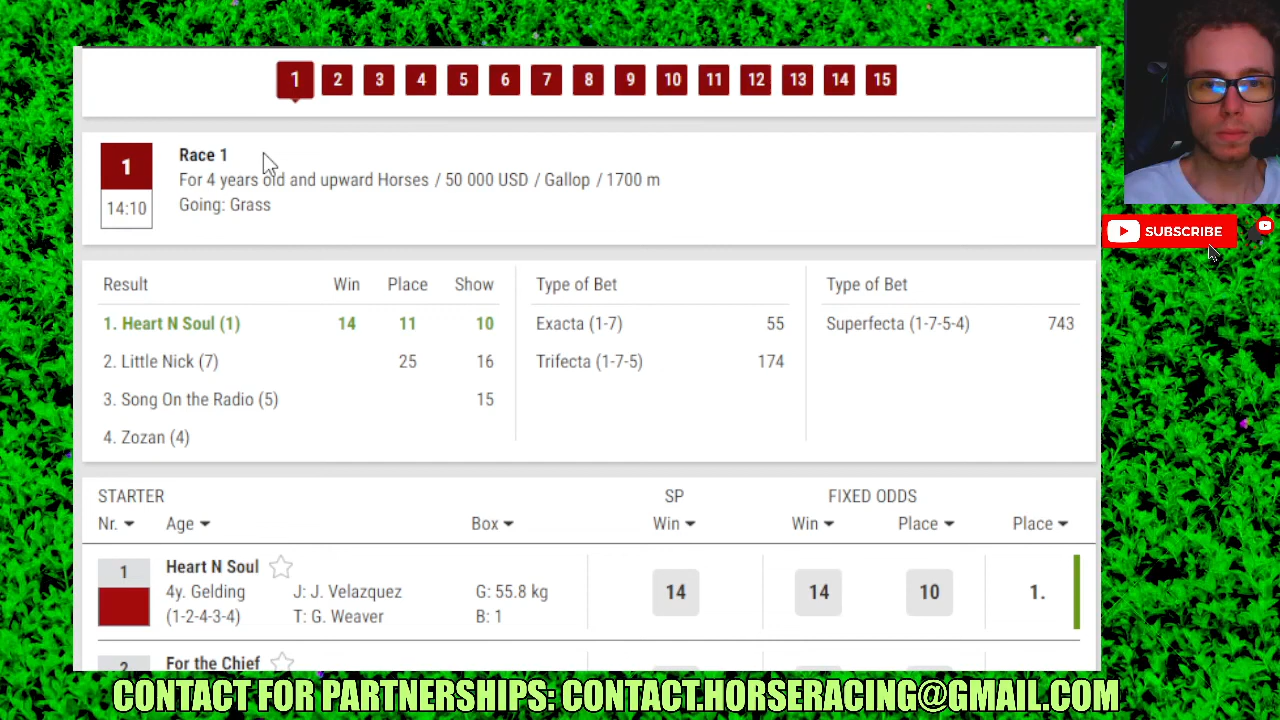 1 2 3 4 5 6 7 8 9 10 11 12 13 14 15
1
14:10
Race 1
For 4 years old and upward Horses / 50 000 USD / Gallop / 1700 m
Going: Grass
SUBSCRIBE
Result Win Place Show
1. Heart N Soul (1) 14 11 10
2. Little Nick (7) 25 16
3. Song On the Radio (5) 15
4. Zozan (4)
Type of Bet
Exacta (1-7) 55
Trifecta (1-7-5) 174
Type of Bet
Superfecta (1-7-5-4) 743
STARTER SP FIXED ODDS
Nr. Age Box Win Win Place Place
1 Heart N Soul
4y. Gelding J: J. Velazquez G: 55.8 kg 14 14 10 1.
(1-2-4-3-4) T: G. Weaver B: 1
2 For the Chief
CONTACT FOR PARTNERSHIPS: CONTACT.HORSERACING@GMAIL.COM